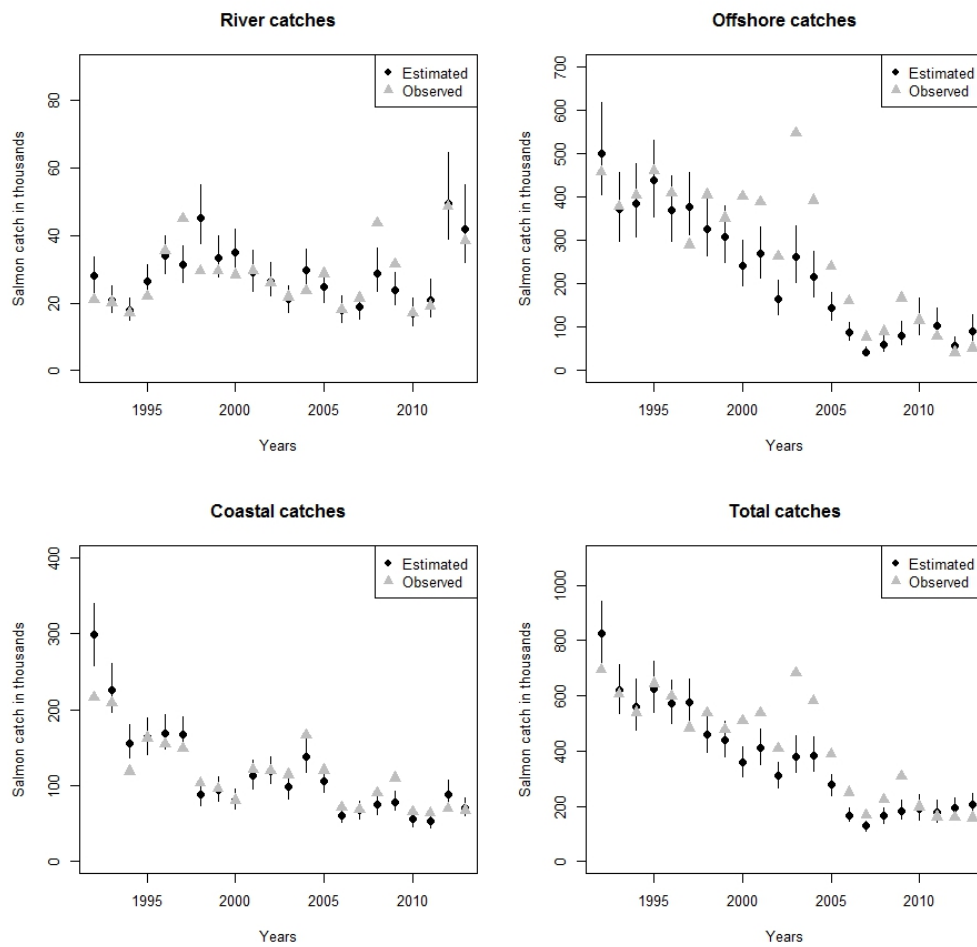 River catches
Estimated
Observed
Salmon catch in thousands
0 20 40 60 80
1995 2000 2005 2010
Years
Offshore catches
Estimated
Observed
Salmon catch in thousands
0 100 200 300 400 500 600 700
1995 2000 2005 2010
Years
Coastal catches
Estimated
Observed
Salmon catch in thousands
0 100 200 300 400
1995 2000 2005 2010
Years
Total catches
Estimated
Observed
Salmon catch in thousands
0 200 400 600 800 1000
1995 2000 2005 2010
Years